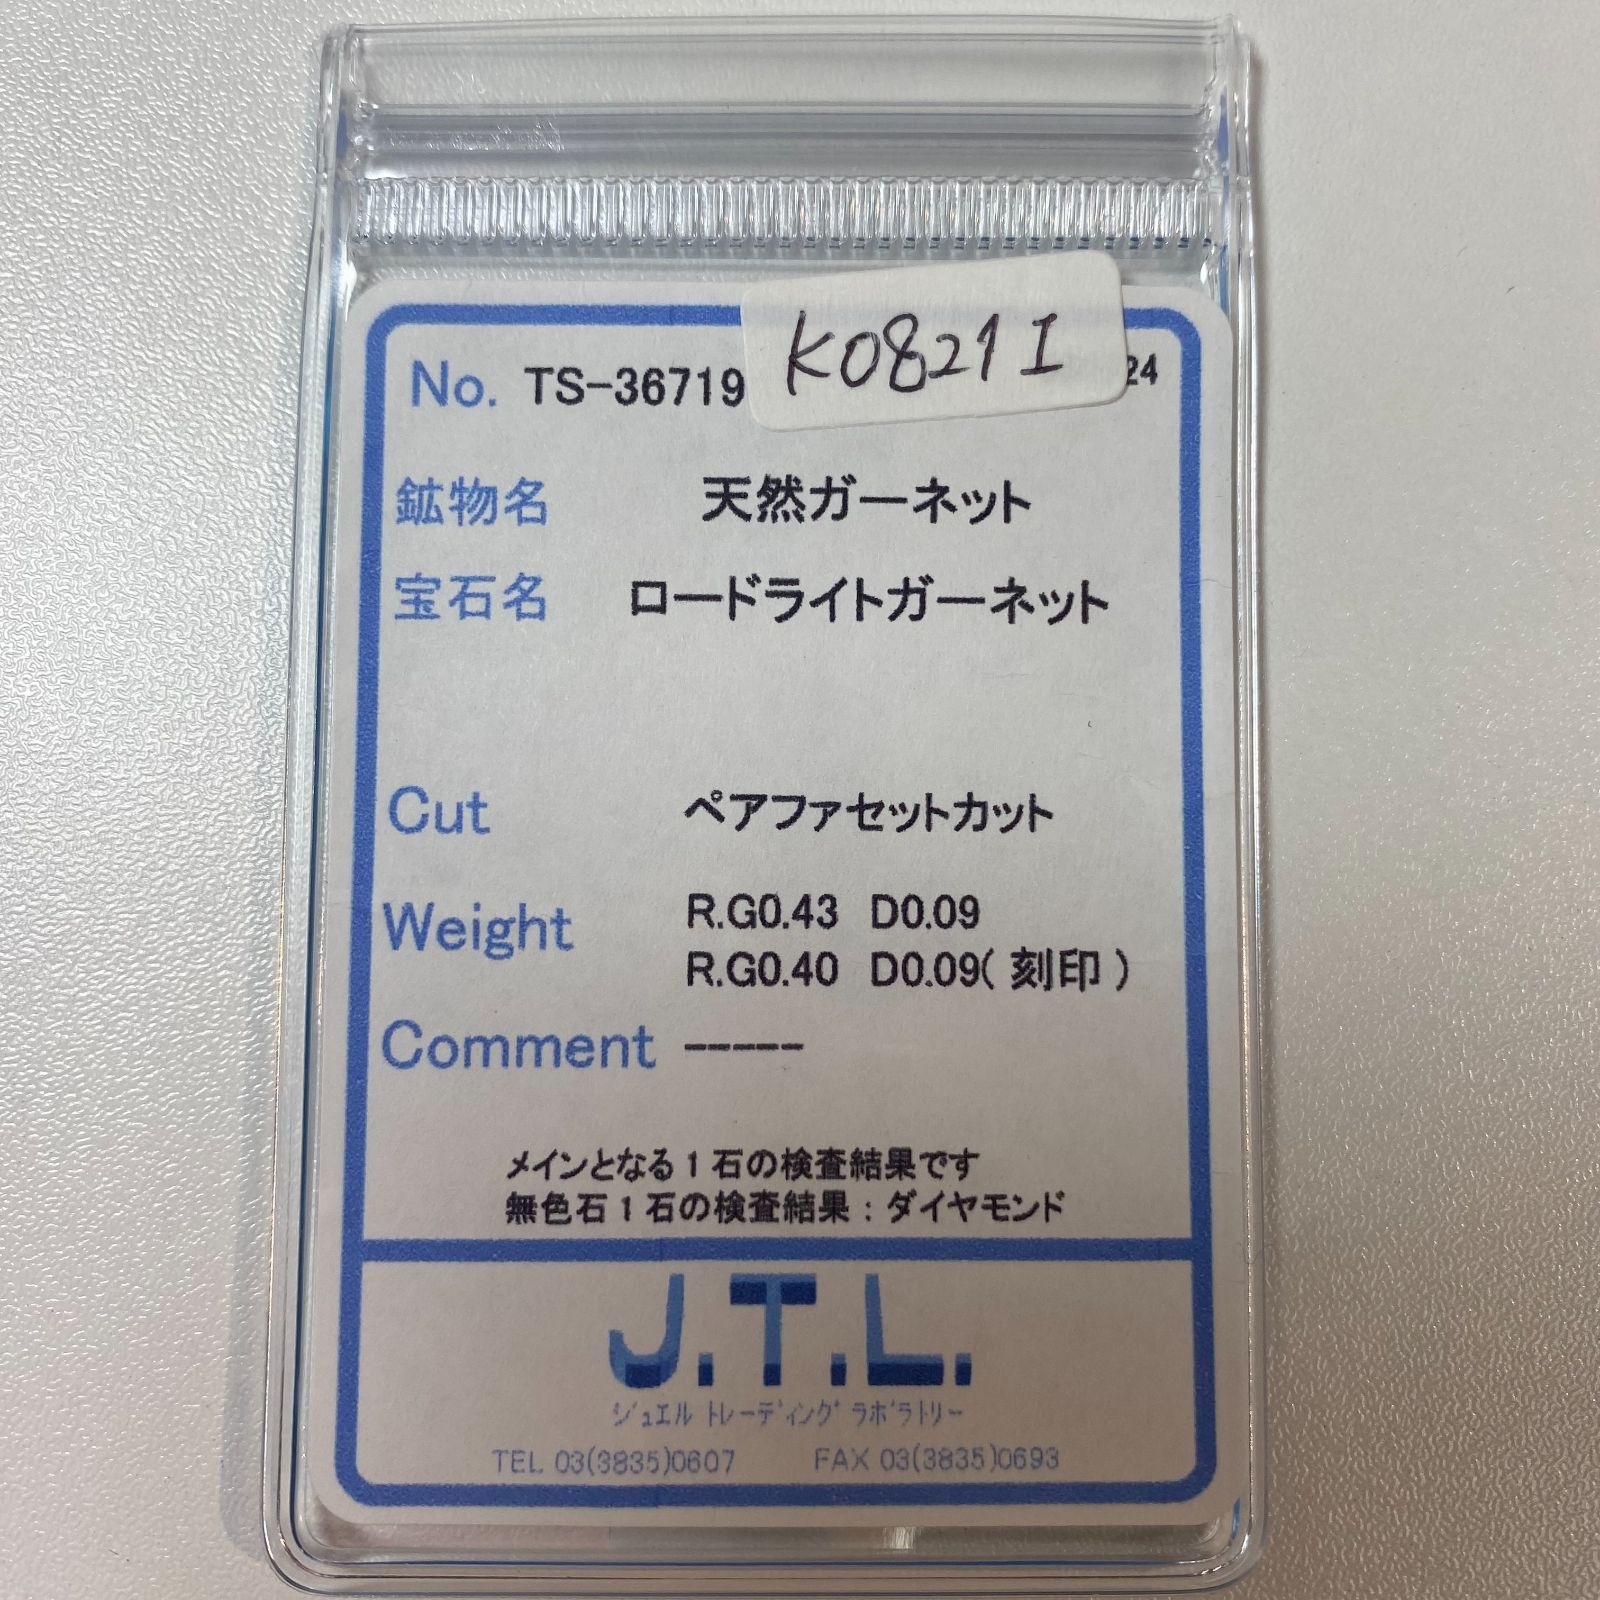 K0821I
No. TS-36719 24
鉱物名 天然ガーネット
宝石名 ロードライトガーネット
Cut ペアファセットカット
Weight R.G0.43 D0.09
R.G0.40 D0.09( 刻印 )
Comment -----
メインとなる1石の検査結果です
無色石1石の検査結果:ダイヤモンド
J.T.L.
ジュエル トレーディング ラボラトリー
TEL 03(3835)0607 FAX 03(3835)0693